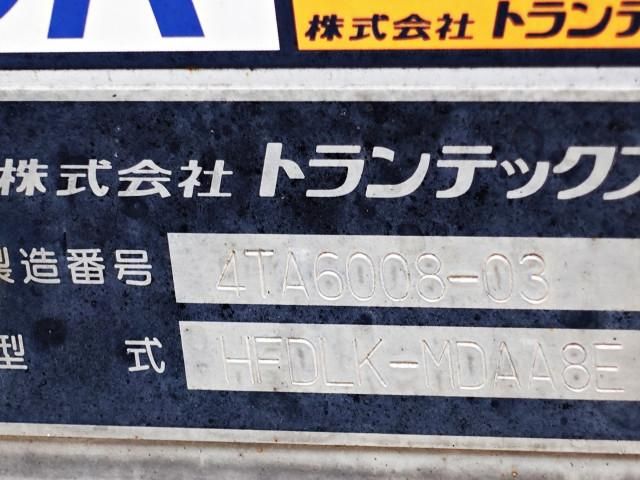 株式会社 トランテ
株式会社 トランテックス
製造番号 4TA6008-03
型式 HFDLK-MDAA8E